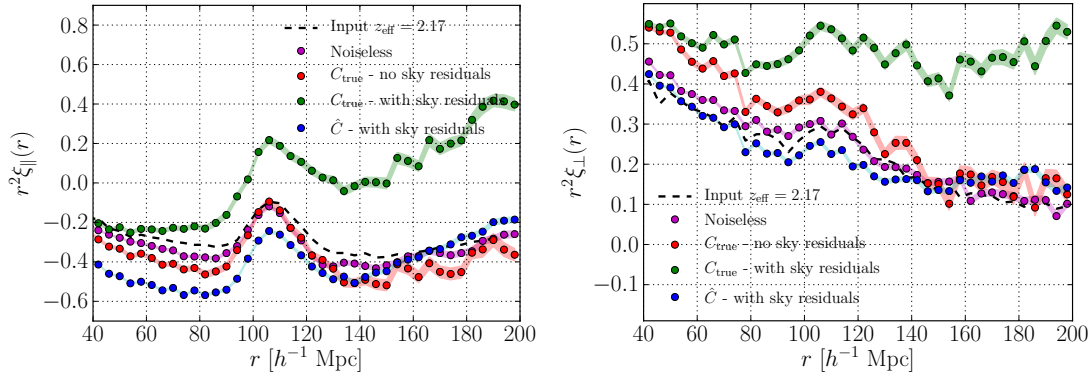 r²ξ∥(r)
0.8
0.6
0.4
0.2
0.0
−0.2
−0.4
−0.6
Input z_eff = 2.17
Noiseless
C_true - no sky residuals
C_true - with sky residuals
Ĉ - with sky residuals
40 60 80 100 120 140 160 180 200
r [h⁻¹ Mpc]
r²ξ⊥(r)
0.5
0.4
0.3
0.2
0.1
0.0
−0.1
Input z_eff = 2.17
Noiseless
C_true - no sky residuals
C_true - with sky residuals
Ĉ - with sky residuals
40 60 80 100 120 140 160 180 200
r [h⁻¹ Mpc]